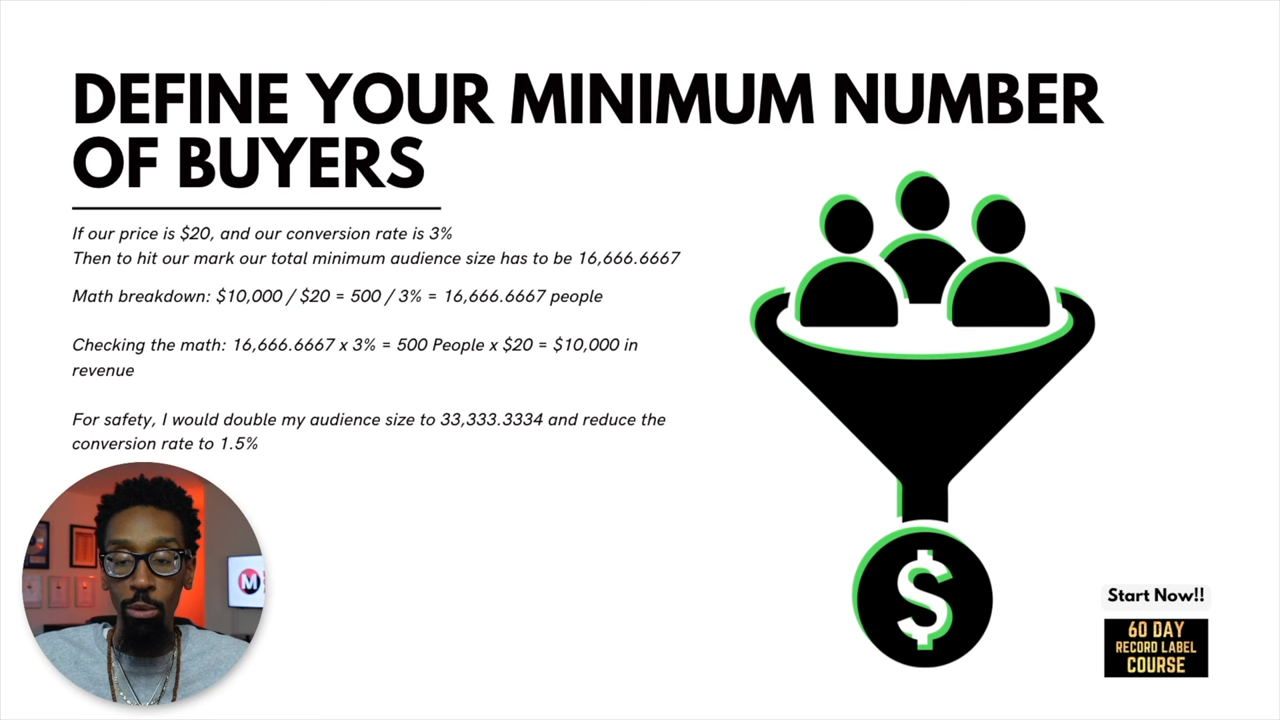 DEFINE YOUR MINIMUM NUMBER
OF BUYERS
If our price is $20, and our conversion rate is 3%
Then to hit our mark our total minimum audience size has to be 16,666.6667
Math breakdown: $10,000 / $20 = 500 / 3% = 16,666.6667 people
Checking the math: 16,666.6667 x 3% = 500 People x $20 = $10,000 in
revenue
For safety, I would double my audience size to 33,333.3334 and reduce the
conversion rate to 1.5%
M
$
Start Now!!
60 DAY
RECORD LABEL
COURSE